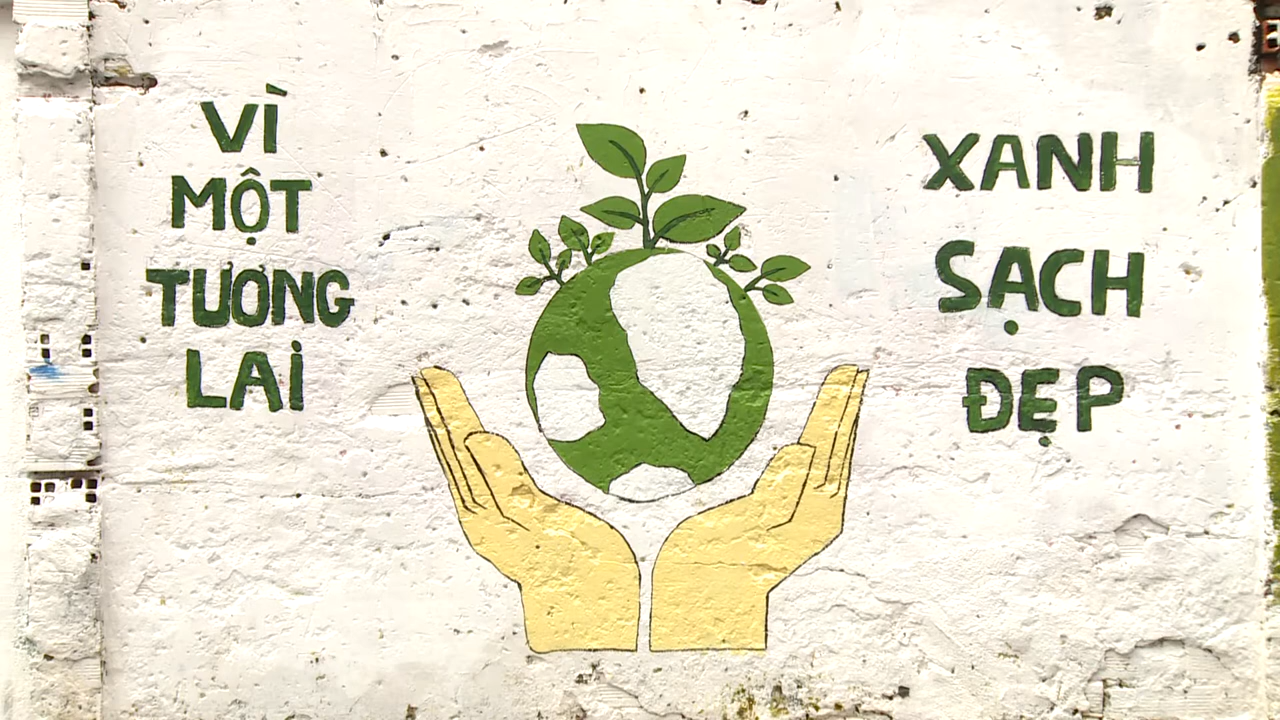 VÌ
MỘT
TƯƠNG
LAI
XANH
SẠCH
ĐẸP